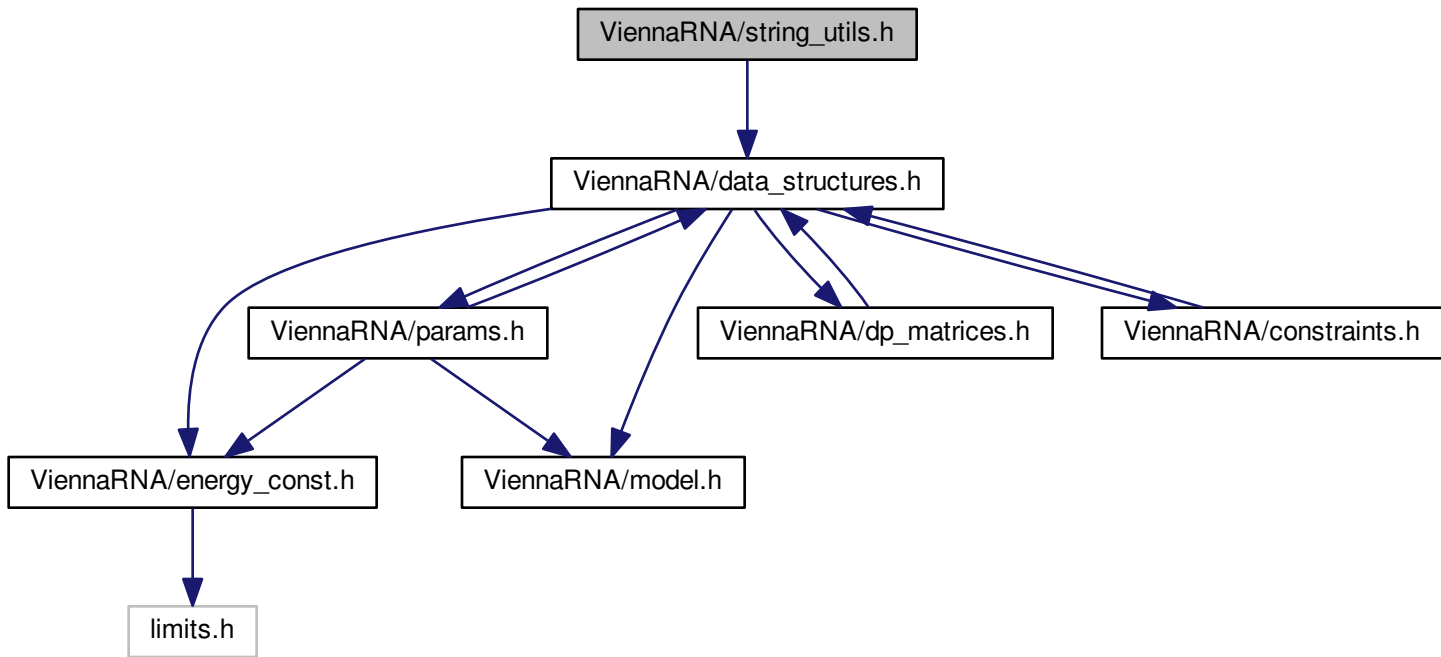 ViennaRNA/string_utils.h
ViennaRNA/data_structures.h
ViennaRNA/params.h
ViennaRNA/dp_matrices.h
ViennaRNA/constraints.h
ViennaRNA/energy_const.h
ViennaRNA/model.h
limits.h